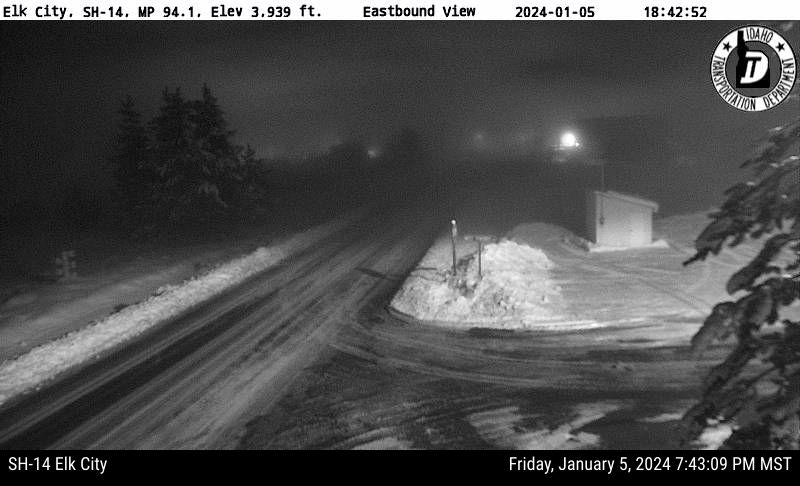 Elk City, SH-14, MP 94.1, Elev 3,939 ft. Eastbound View 2024-01-05 18:42:52
IDAHO
TRANSPORTATION DEPARTMENT
SH-14 Elk City Friday, January 5, 2024 7:43:09 PM MST